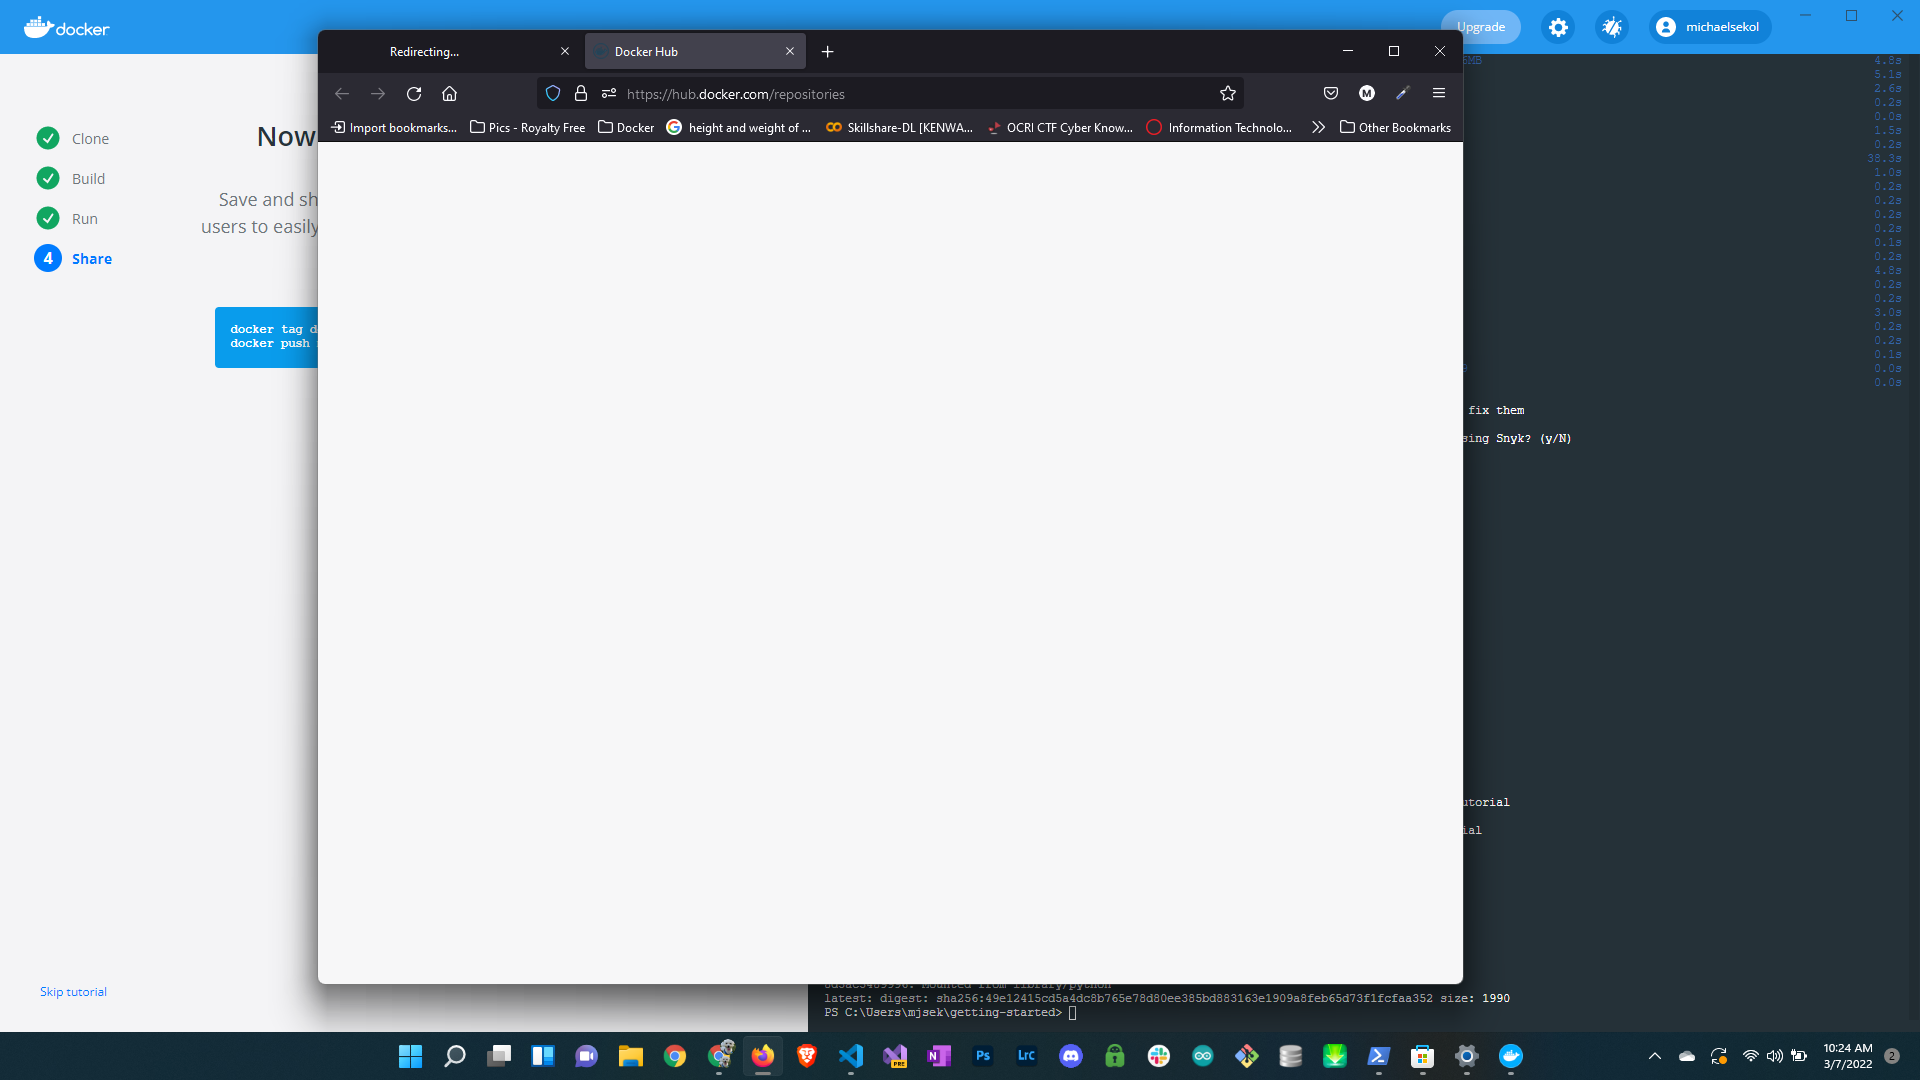 docker
Upgrade
michaelsekol
Redirecting...
Docker Hub
https://hub.docker.com/repositories
Import bookmarks...
Pics - Royalty Free
Docker
height and weight of ...
Skillshare-DL [KENWA...
OCRI CTF Cyber Know...
Information Technolo...
Other Bookmarks
Clone
Build
Run
4 Share
Now
Save and sh
users to easily
docker tag d
docker push
Skip tutorial
MB
4.8s
5.1s
2.6s
0.2s
0.0s
1.5s
0.2s
38.3s
1.0s
0.2s
0.2s
0.2s
0.2s
0.1s
0.2s
4.8s
0.2s
0.2s
3.0s
0.2s
0.2s
0.1s
0.0s
0.0s
fix them
sing Snyk? (y/N)
utorial
ial
Mounted from library/python
latest: digest: sha256:49e12415cd5a4dc8b765e78d80ee385bd883163e1909a8feb65d73f1fcfaa352 size: 1990
PS C:\Users\mjsek\getting-started>
10:24 AM
3/7/2022
2